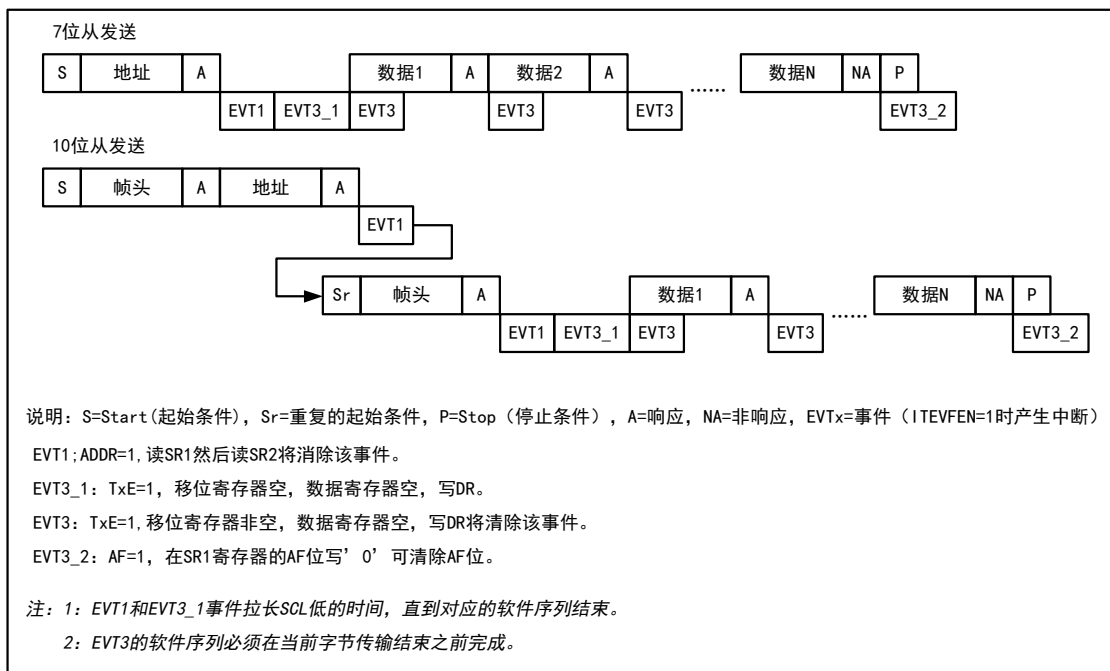 7位从发送
S 地址 A 数据1 A 数据2 A ...... 数据N NA P
EVT1 EVT3_1 EVT3 EVT3 EVT3 EVT3_2
10位从发送
S 帧头 A 地址 A
EVT1
Sr 帧头 A 数据1 A ...... 数据N NA P
EVT1 EVT3_1 EVT3 EVT3 EVT3_2
说明：S=Start(起始条件)，Sr=重复的起始条件，P=Stop（停止条件），A=响应，NA=非响应，EVTx=事件（ITEVFEN=1时产生中断）
EVT1;ADDR=1,读SR1然后读SR2将消除该事件。
EVT3_1：TxE=1，移位寄存器空，数据寄存器空，写DR。
EVT3：TxE=1,移位寄存器非空，数据寄存器空，写DR将清除该事件。
EVT3_2：AF=1，在SR1寄存器的AF位写’0’可清除AF位。
注：1：EVT1和EVT3_1事件拉长SCL低的时间，直到对应的软件序列结束。
2：EVT3的软件序列必须在当前字节传输结束之前完成。